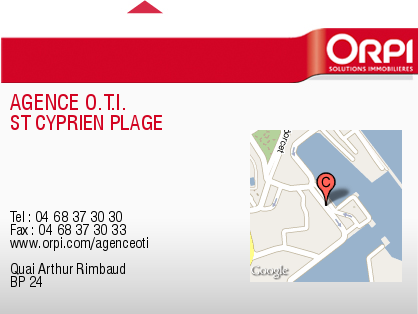 ORPI
SOLUTIONS IMMOBILIÈRES
AGENCE O.T.I.
ST CYPRIEN PLAGE
Tel : 04 68 37 30 30
Fax : 04 68 37 30 33
www.orpi.com/agenceoti
Quai Arthur Rimbaud
BP 24
C
Google